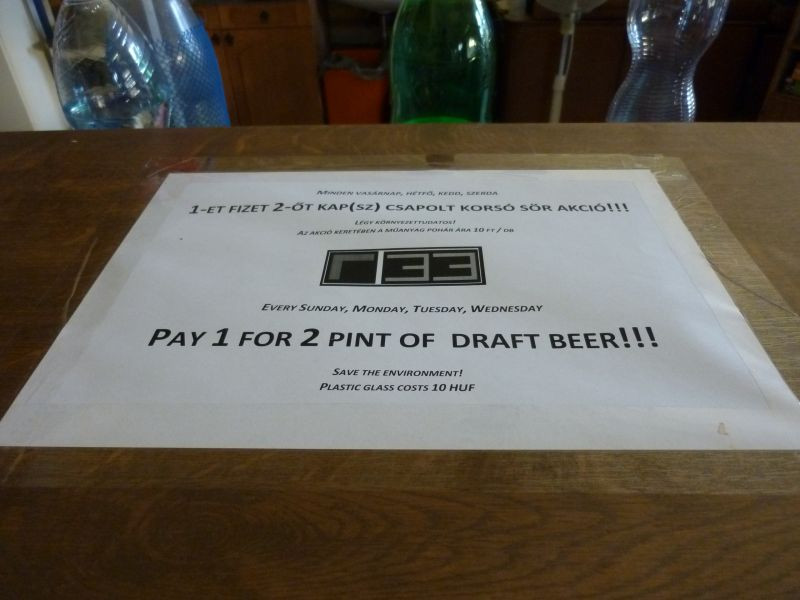 MINDEN VASÁRNAP, HÉTFŐ, KEDD, SZERDA
1-ET FIZET 2-ŐT KAP(SZ) CSAPOLT KORSÓ SÖR AKCIÓ!!!
LÉGY KÖRNYEZETTUDATOS!
AZ AKCIÓ KERETÉBEN A MŰANYAG POHÁR ÁRA 10 FT / DB
r33
EVERY SUNDAY, MONDAY, TUESDAY, WEDNESDAY
PAY 1 FOR 2 PINT OF DRAFT BEER!!!
SAVE THE ENVIRONMENT!
PLASTIC GLASS COSTS 10 HUF